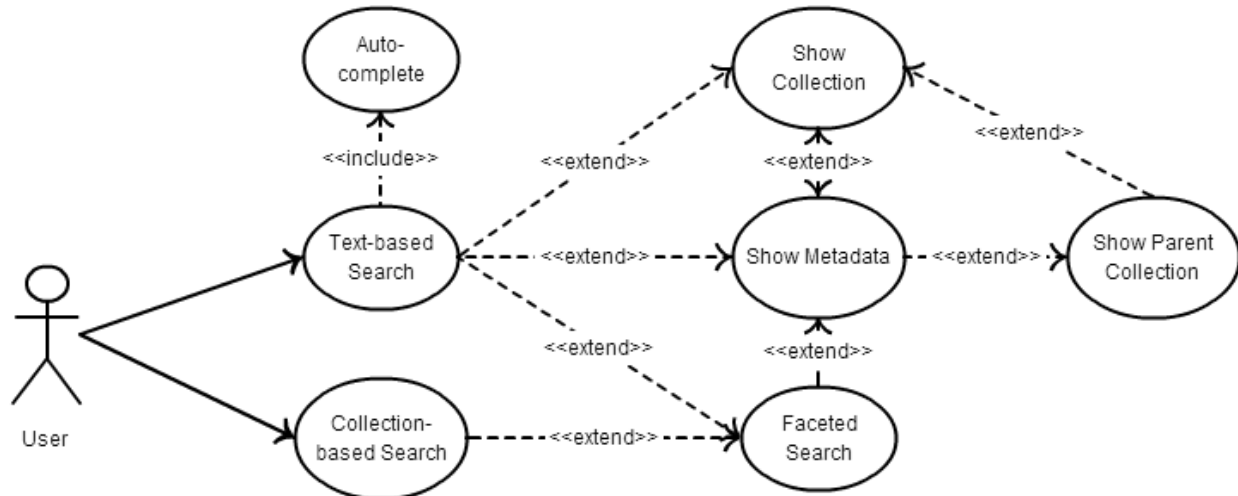 Auto-
complete
Show
Collection
<<include>>
<<extend>>
<<extend>>
<<extend>>
Text-based
Search
<<extend>>
Show Metadata
<<extend>>
Show Parent
Collection
<<extend>>
<<extend>>
User
Collection-
based Search
<<extend>>
Faceted
Search